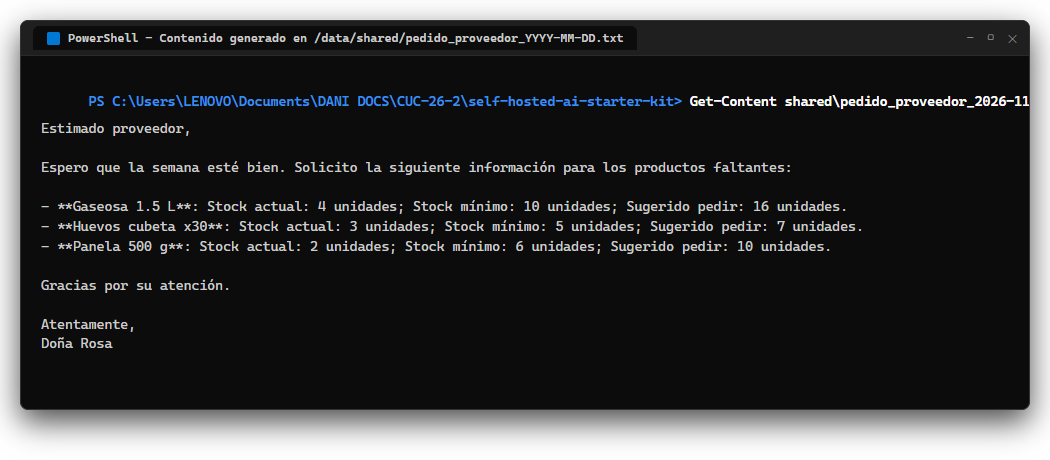 PowerShell — Contenido generado en /data/shared/pedido_proveedor_YYYY-MM-DD.txt
PS C:\Users\LENOVO\Documents\DANI DOCS\CUC-26-2\self-hosted-ai-starter-kit> Get-Content shared\pedido_proveedor_2026-11
Estimado proveedor,
Espero que la semana esté bien. Solicito la siguiente información para los productos faltantes:
- **Gaseosa 1.5 L**: Stock actual: 4 unidades; Stock mínimo: 10 unidades; Sugerido pedir: 16 unidades.
- **Huevos cubeta x30**: Stock actual: 3 unidades; Stock mínimo: 5 unidades; Sugerido pedir: 7 unidades.
- **Panela 500 g**: Stock actual: 2 unidades; Stock mínimo: 6 unidades; Sugerido pedir: 10 unidades.
Gracias por su atención.
Atentamente,
Doña Rosa